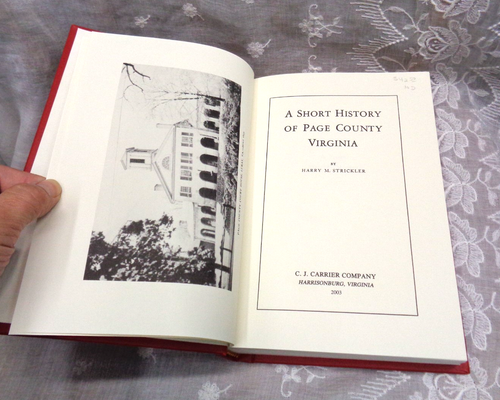 A SHORT HISTORY
OF PAGE COUNTY
VIRGINIA
BY
HARRY M. STRICKLER
C. J. CARRIER COMPANY
HARRISONBURG, VIRGINIA
2003